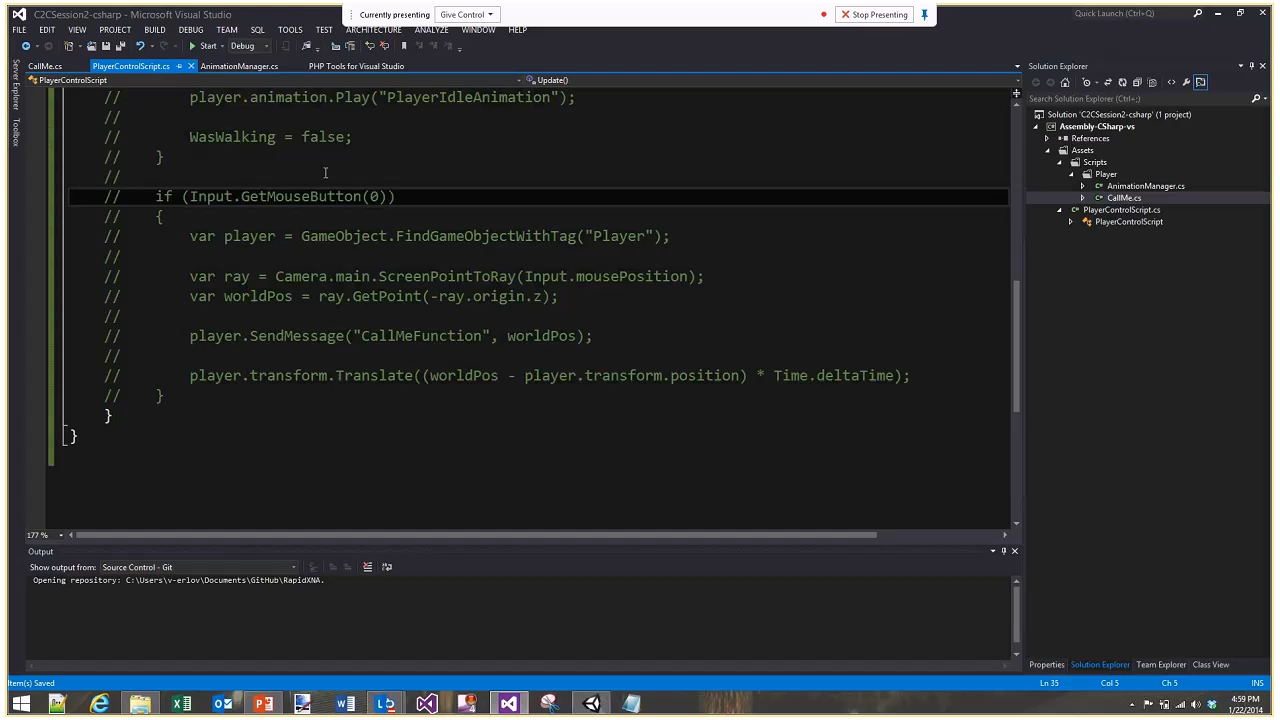 Currently presenting Give Control Stop Presenting
C2CSession2-csharp - Microsoft Visual Studio
Quick Launch (Ctrl+Q)
FILE EDIT VIEW PROJECT BUILD DEBUG TEAM SQL TOOLS TEST ARCHITECTURE ANALYZE WINDOW HELP
Start Debug
CallMe.cs PlayerControlScript.cs AnimationManager.cs PHP Tools for Visual Studio
PlayerControlScript Update()
Server Explorer
Toolbox
// player.animation.Play("PlayerIdleAnimation");
//
// WasWalking = false;
// }
//
// if (Input.GetMouseButton(0))
// {
// var player = GameObject.FindGameObjectWithTag("Player");
//
// var ray = Camera.main.ScreenPointToRay(Input.mousePosition);
// var worldPos = ray.GetPoint(-ray.origin.z);
//
// player.SendMessage("CallMeFunction", worldPos);
//
// player.transform.Translate((worldPos - player.transform.position) * Time.deltaTime);
// }
}
}
177 %
Output
Show output from: Source Control - Git
Opening repository: C:\Users\v-erlov\Documents\GitHub\RapidXNA.
Solution Explorer
Search Solution Explorer (Ctrl+;)
Solution 'C2CSession2-csharp' (1 project)
Assembly-CSharp-vs
References
Assets
Scripts
Player
AnimationManager.cs
CallMe.cs
PlayerControlScript.cs
PlayerControlScript
Properties Solution Explorer Team Explorer Class View
Item(s) Saved Ln 35 Col 5 Ch 5 INS
4:59 PM
1/22/2014